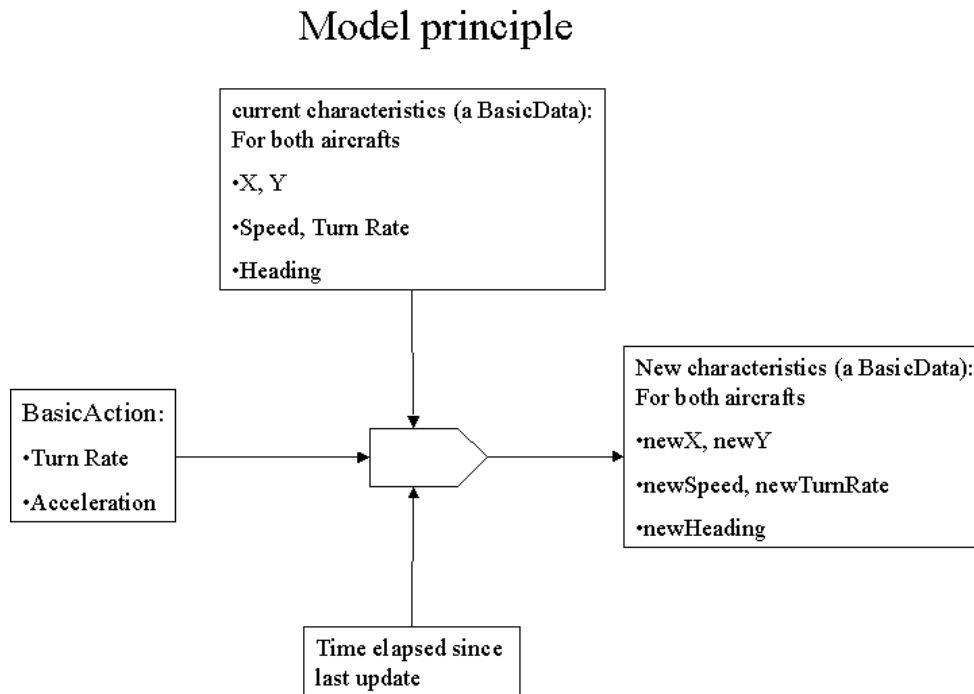 Model principle
current characteristics (a BasicData):
For both aircrafts
•X, Y
•Speed, Turn Rate
•Heading
New characteristics (a BasicData):
For both aircrafts
•newX, newY
•newSpeed, newTurnRate
•newHeading
BasicAction:
•Turn Rate
•Acceleration
Time elapsed since
last update